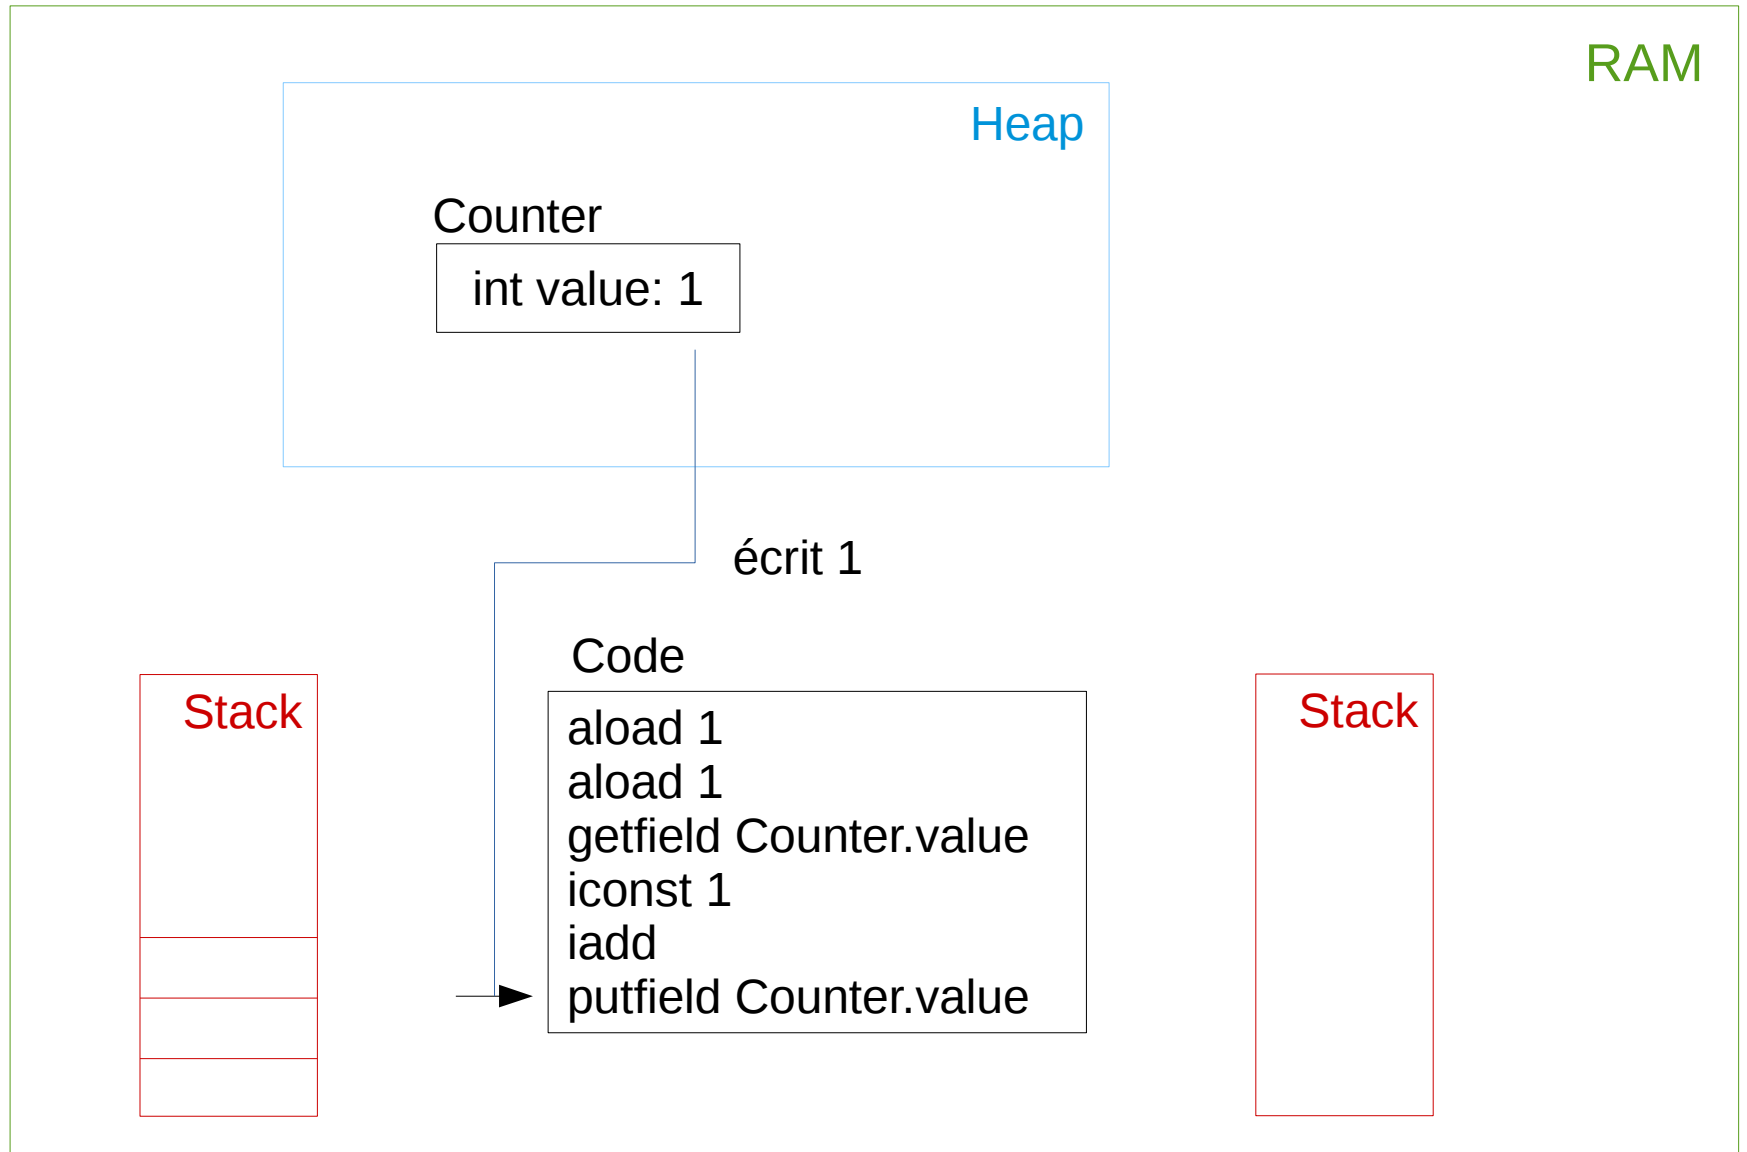 RAM
Heap
Counter
int value: 1
écrit 1
Code
Stack
Stack
aload 1
aload 1
getfield Counter.value
iconst 1
iadd
putfield Counter.value